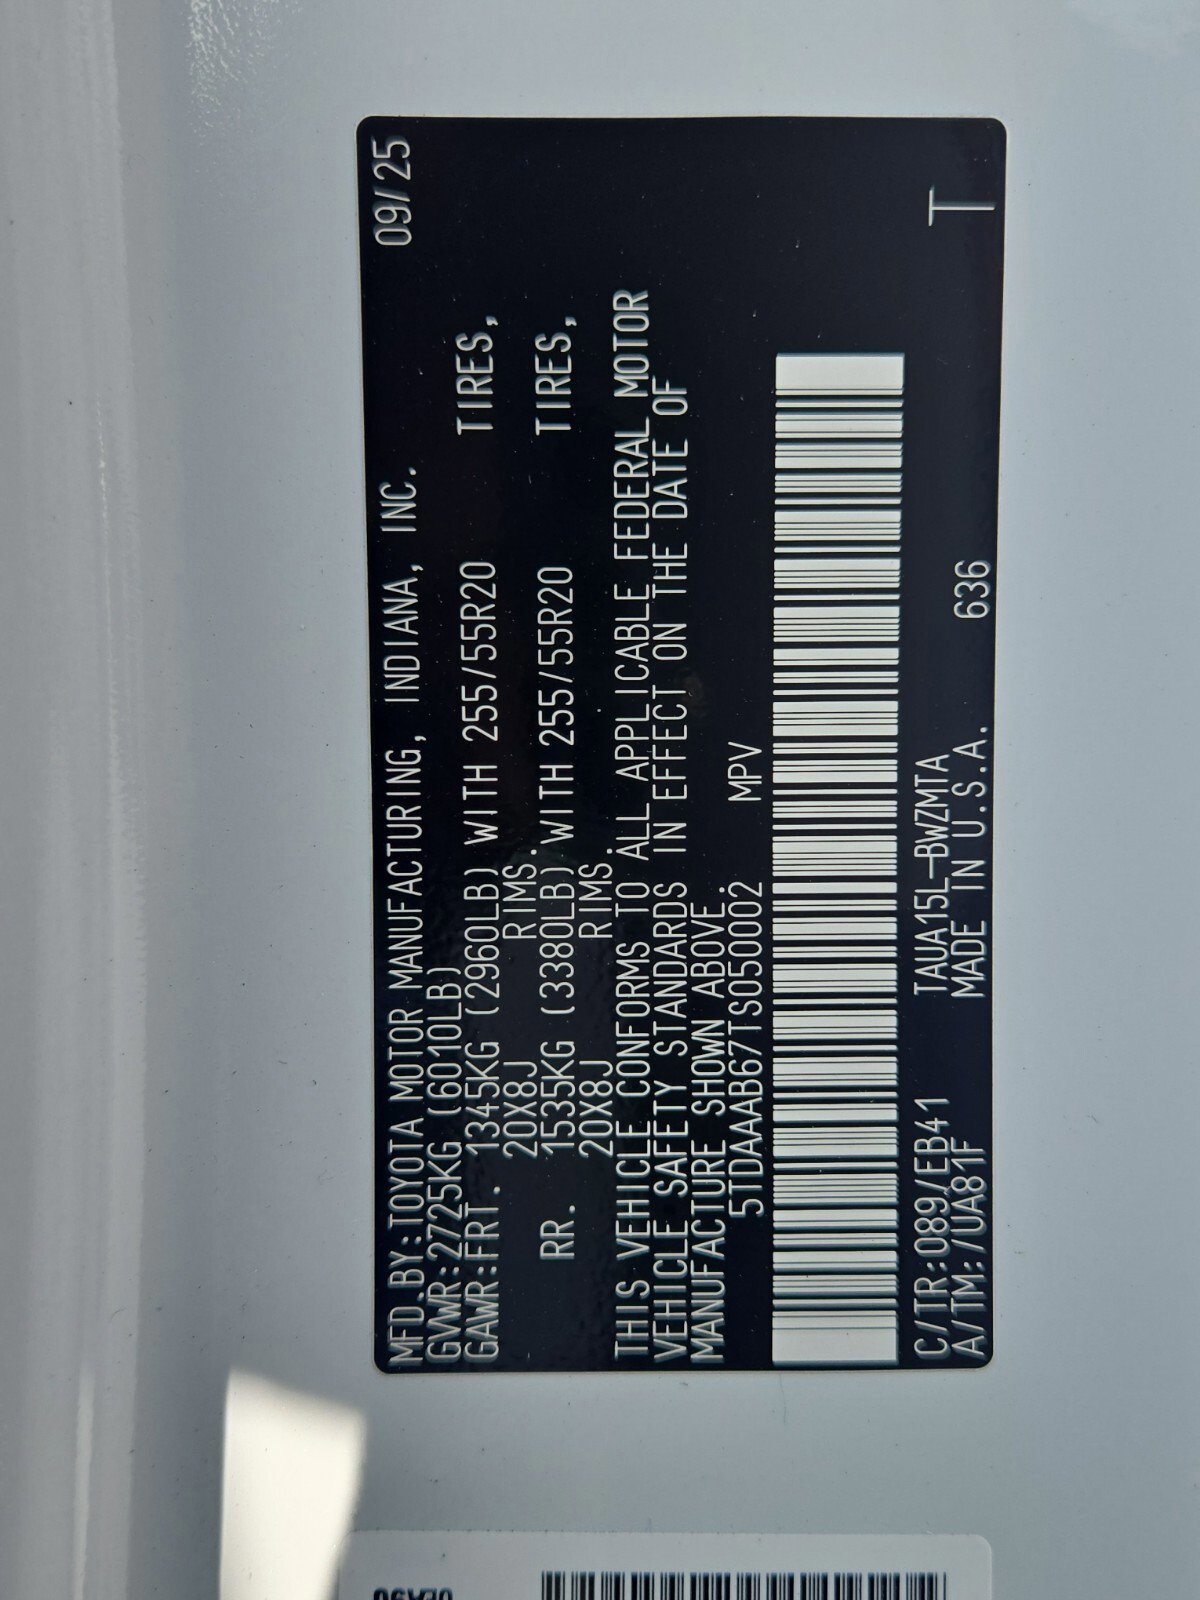 MFD.BY:TOYOTA MOTOR MANUFACTURING, INDIANA, INC. 09/25
GVWR:2725KG (6010LB)
GAWR:FRT. 1345KG (2960LB) WITH 255/55R20 TIRES,
20X8J RIMS.
RR. 1535KG (3380LB) WITH 255/55R20 TIRES,
20X8J RIMS.
THIS VEHICLE CONFORMS TO ALL APPLICABLE FEDERAL MOTOR
VEHICLE SAFETY STANDARDS IN EFFECT ON THE DATE OF
MANUFACTURE SHOWN ABOVE.
5TDAAAB67TS050002 MPV
C/TR:089/EB41 TAUA15L-BWZMTA
A/TM:/UA81F MADE IN U.S.A. 636 T